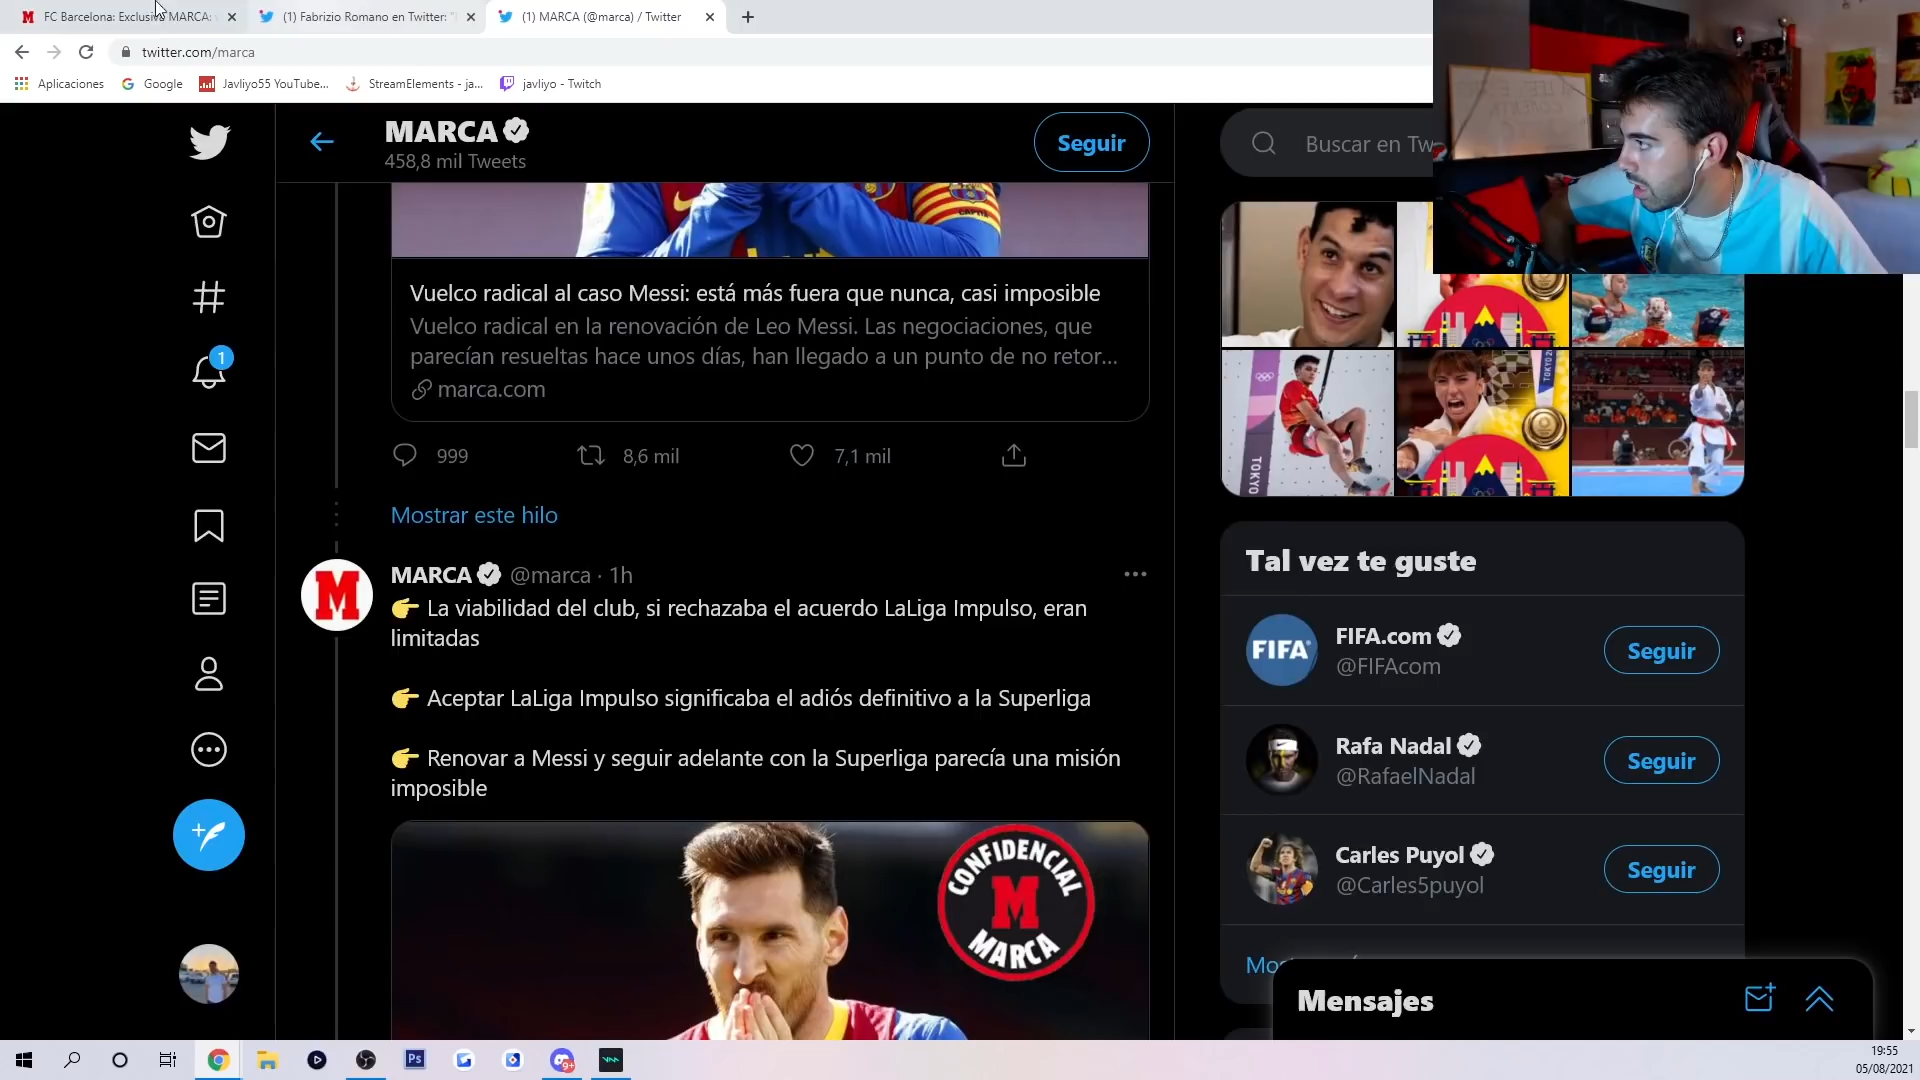 FC Barcelona: Exclusiva MARCA:
(1) Fabrizio Romano en Twitter: "
(1) MARCA (@marca) / Twitter
twitter.com/marca
Aplicaciones
Google
Javliyo55 YouTube...
StreamElements - ja...
javliyo - Twitch
MARCA
458,8 mil Tweets
Seguir
Buscar en Tw
CAPITÀ
Vuelco radical al caso Messi: está más fuera que nunca, casi imposible
Vuelco radical en la renovación de Leo Messi. Las negociaciones, que
parecían resueltas hace unos días, han llegado a un punto de no retor...
marca.com
999
8,6 mil
7,1 mil
Mostrar este hilo
1
M
MARCA @marca · 1h
👉 La viabilidad del club, si rechazaba el acuerdo LaLiga Impulso, eran
limitadas
👉 Aceptar LaLiga Impulso significaba el adiós definitivo a la Superliga
👉 Renovar a Messi y seguir adelante con la Superliga parecía una misión
imposible
CONFIDENCIAL
M
MARCA
TOKYO
Tal vez te guste
FIFA
FIFA.com
@FIFAcom
Seguir
Rafa Nadal
@RafaelNadal
Seguir
Carles Puyol
@Carles5puyol
Seguir
Mensajes
Ps
9+
19:55
05/08/2021